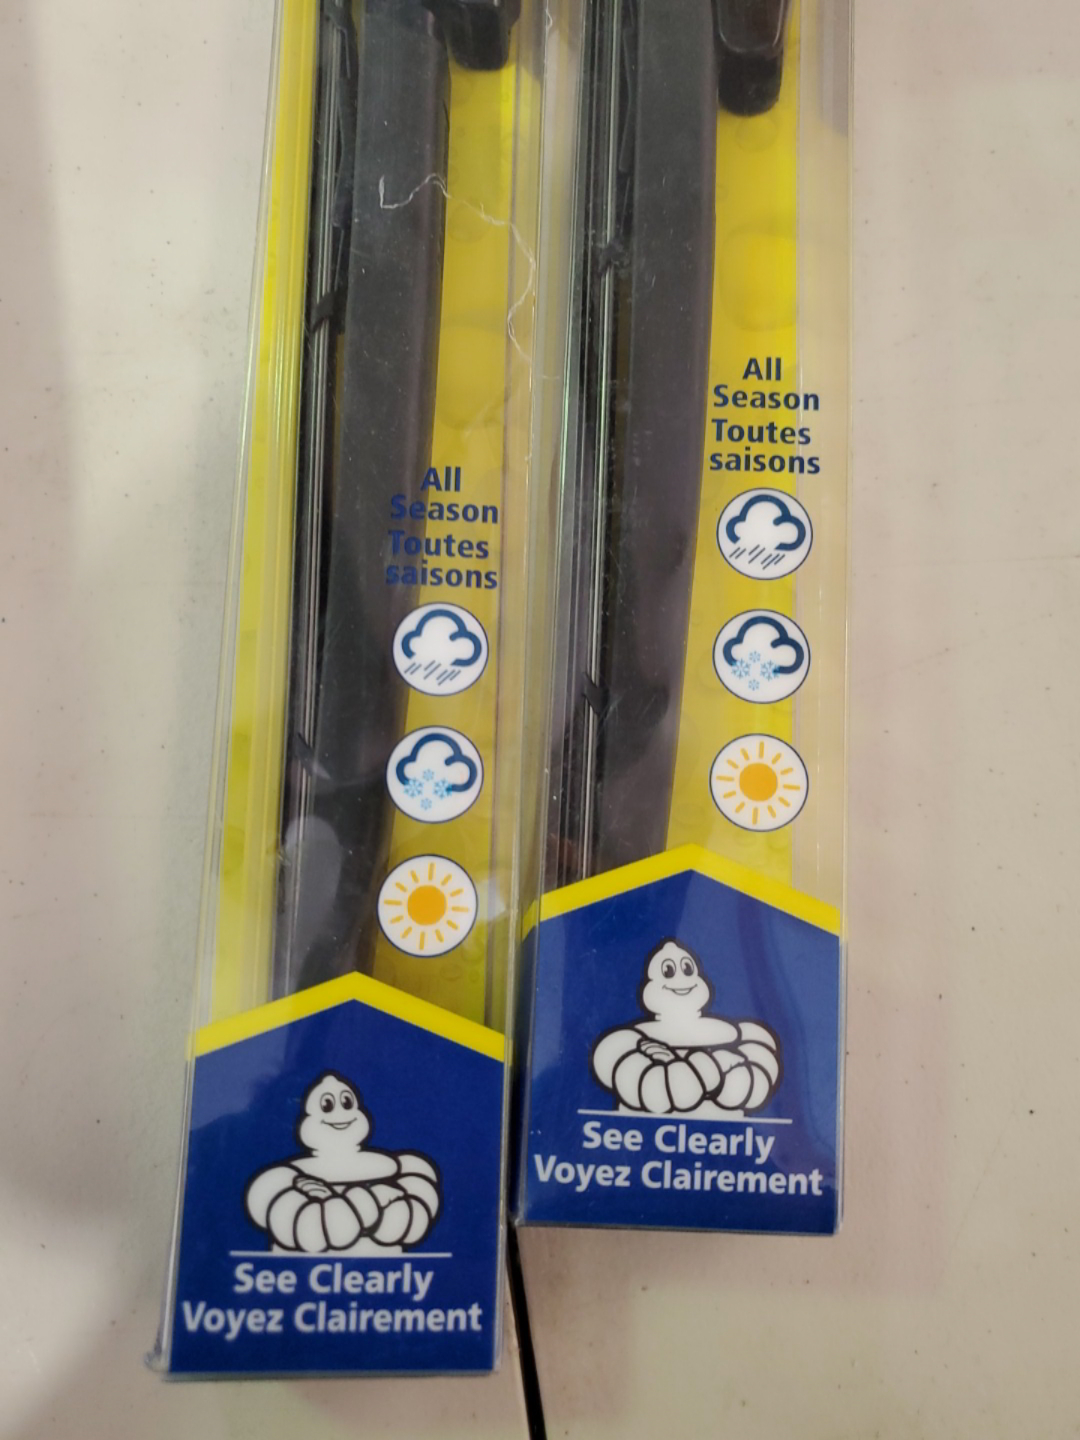 All
Season
Toutes
saisons
See Clearly
Voyez Clairement
All
Season
Toutes
saisons
See Clearly
Voyez Clairement